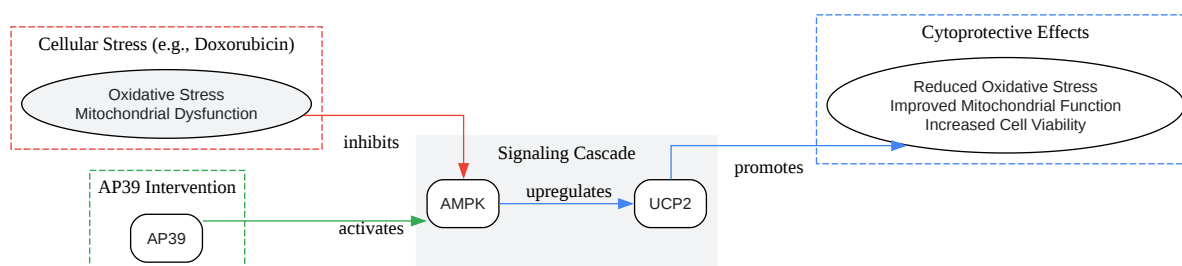 Cellular Stress (e.g., Doxorubicin)
Oxidative Stress
Mitochondrial Dysfunction
inhibits
AP39 Intervention
AP39
activates
Signaling Cascade
AMPK
upregulates
UCP2
promotes
Cytoprotective Effects
Reduced Oxidative Stress
Improved Mitochondrial Function
Increased Cell Viability